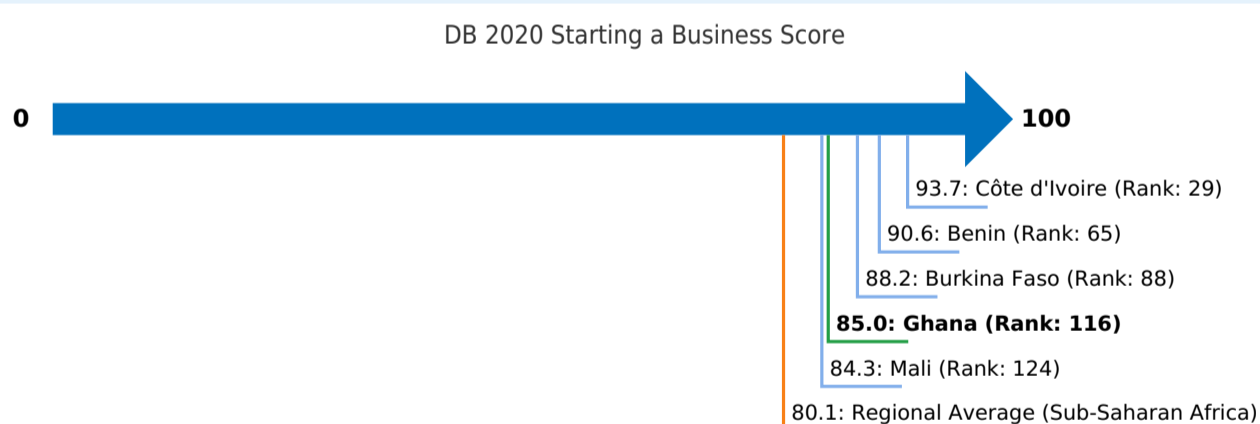 DB 2020 Starting a Business Score
0
100
93.7: Côte d'Ivoire (Rank: 29)
90.6: Benin (Rank: 65)
88.2: Burkina Faso (Rank: 88)
85.0: Ghana (Rank: 116)
84.3: Mali (Rank: 124)
80.1: Regional Average (Sub-Saharan Africa)